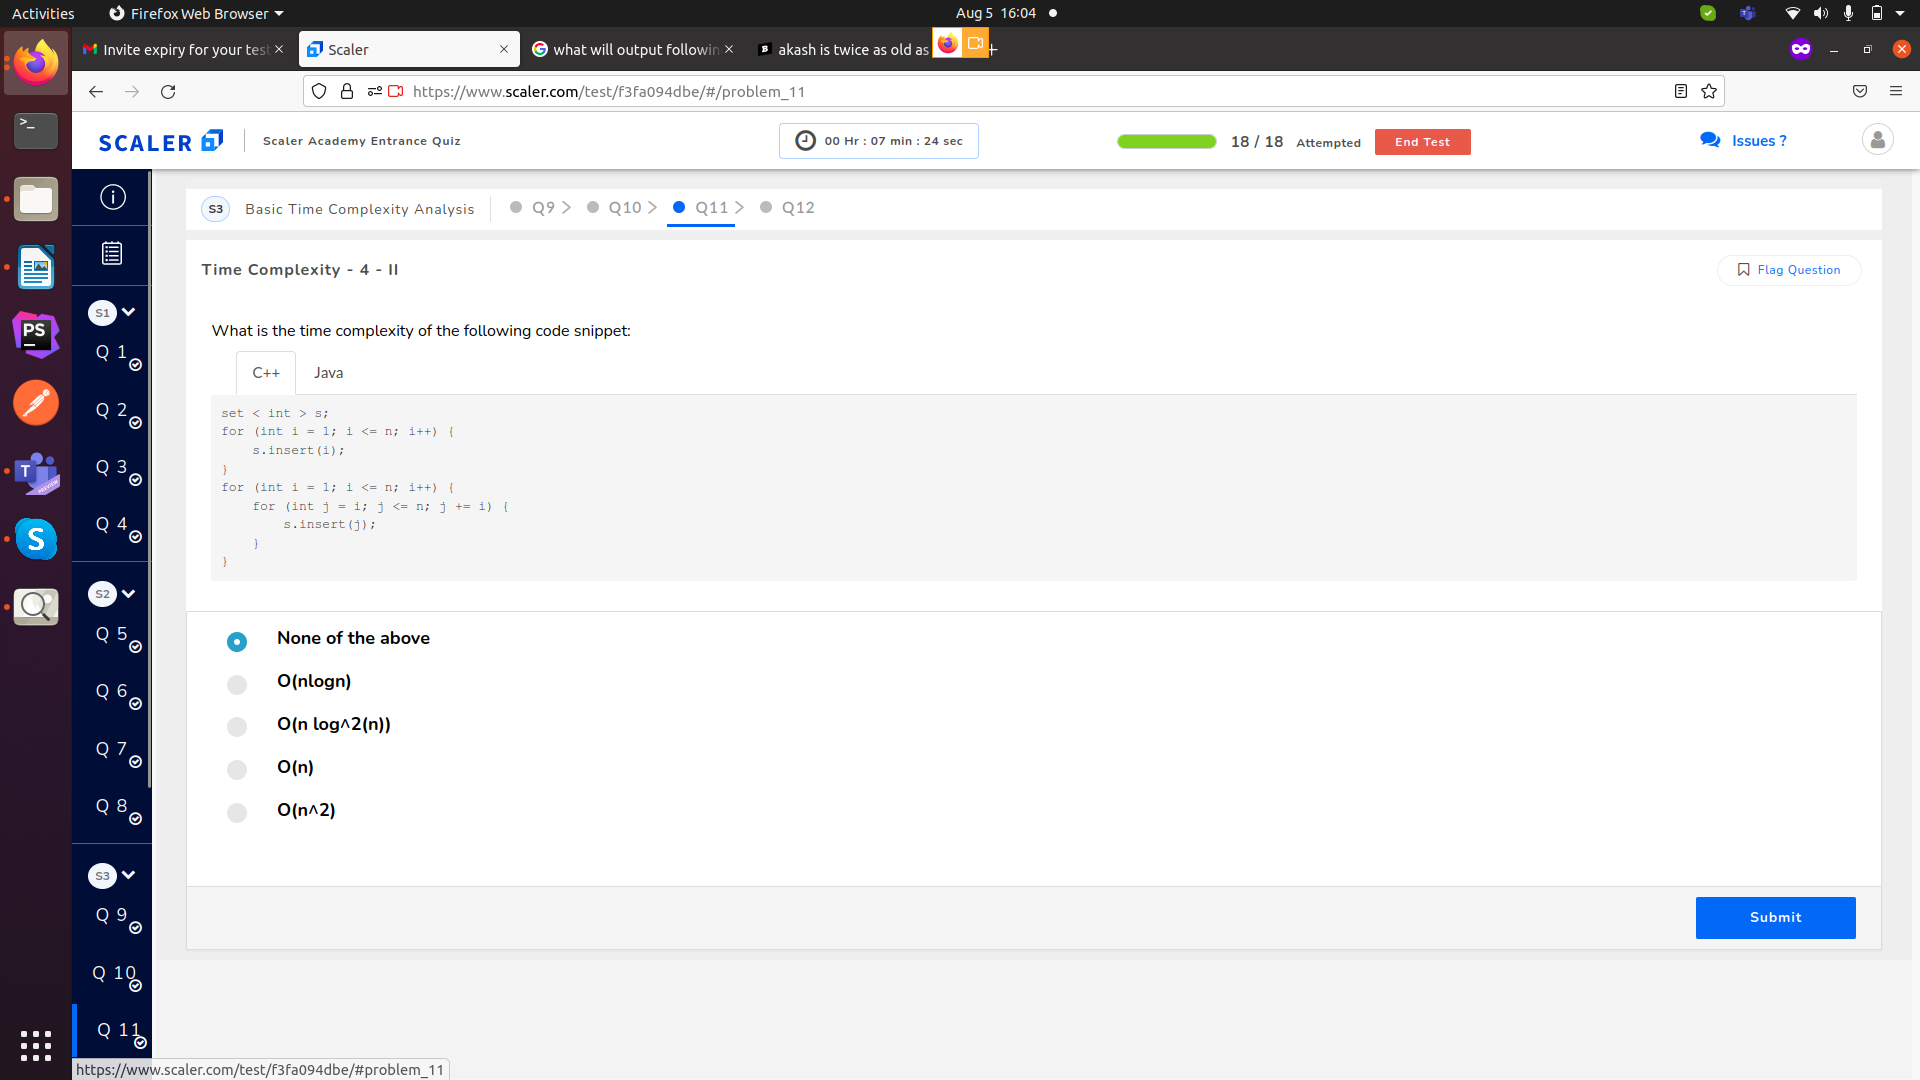 Activities
Firefox Web Browser
Aug 5 16:04
Invite expiry for your test
Scaler
what will output followin
akash is twice as old as
https://www.scaler.com/test/f3fa094dbe/#/problem_11
SCALER
Scaler Academy Entrance Quiz
00 Hr : 07 min : 24 sec
18 / 18 Attempted
End Test
Issues ?
S3 Basic Time Complexity Analysis
Q9
Q10
Q11
Q12
Time Complexity - 4 - II
Flag Question
What is the time complexity of the following code snippet:
C++
Java
set < int > s;
for (int i = 1; i <= n; i++) {
s.insert(i);
}
for (int i = 1; i <= n; i++) {
for (int j = i; j <= n; j += i) {
s.insert(j);
}
}
None of the above
O(nlogn)
O(n log^2(n))
O(n)
O(n^2)
Submit
S1
Q 1
Q 2
Q 3
Q 4
S2
Q 5
Q 6
Q 7
Q 8
S3
Q 9
Q 10
Q 11
https://www.scaler.com/test/f3fa094dbe/#problem_11
PS
T
PREVIEW
S